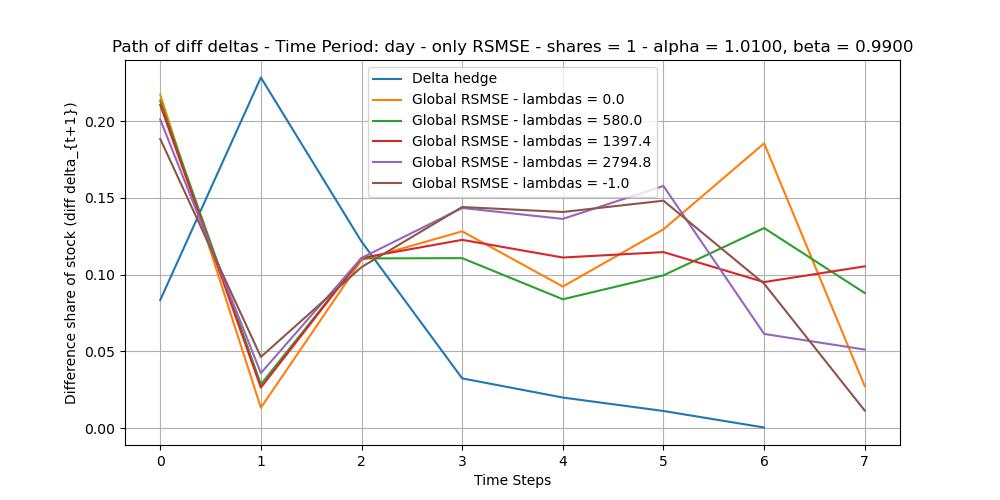 Path of diff deltas - Time Period: day - only RSMSE - shares = 1 - alpha = 1.0100, beta = 0.9900
Difference share of stock (diff delta_{t+1})
0.20
0.15
0.10
0.05
0.00
Delta hedge
Global RSMSE - lambdas = 0.0
Global RSMSE - lambdas = 580.0
Global RSMSE - lambdas = 1397.4
Global RSMSE - lambdas = 2794.8
Global RSMSE - lambdas = -1.0
0 1 2 3 4 5 6 7
Time Steps